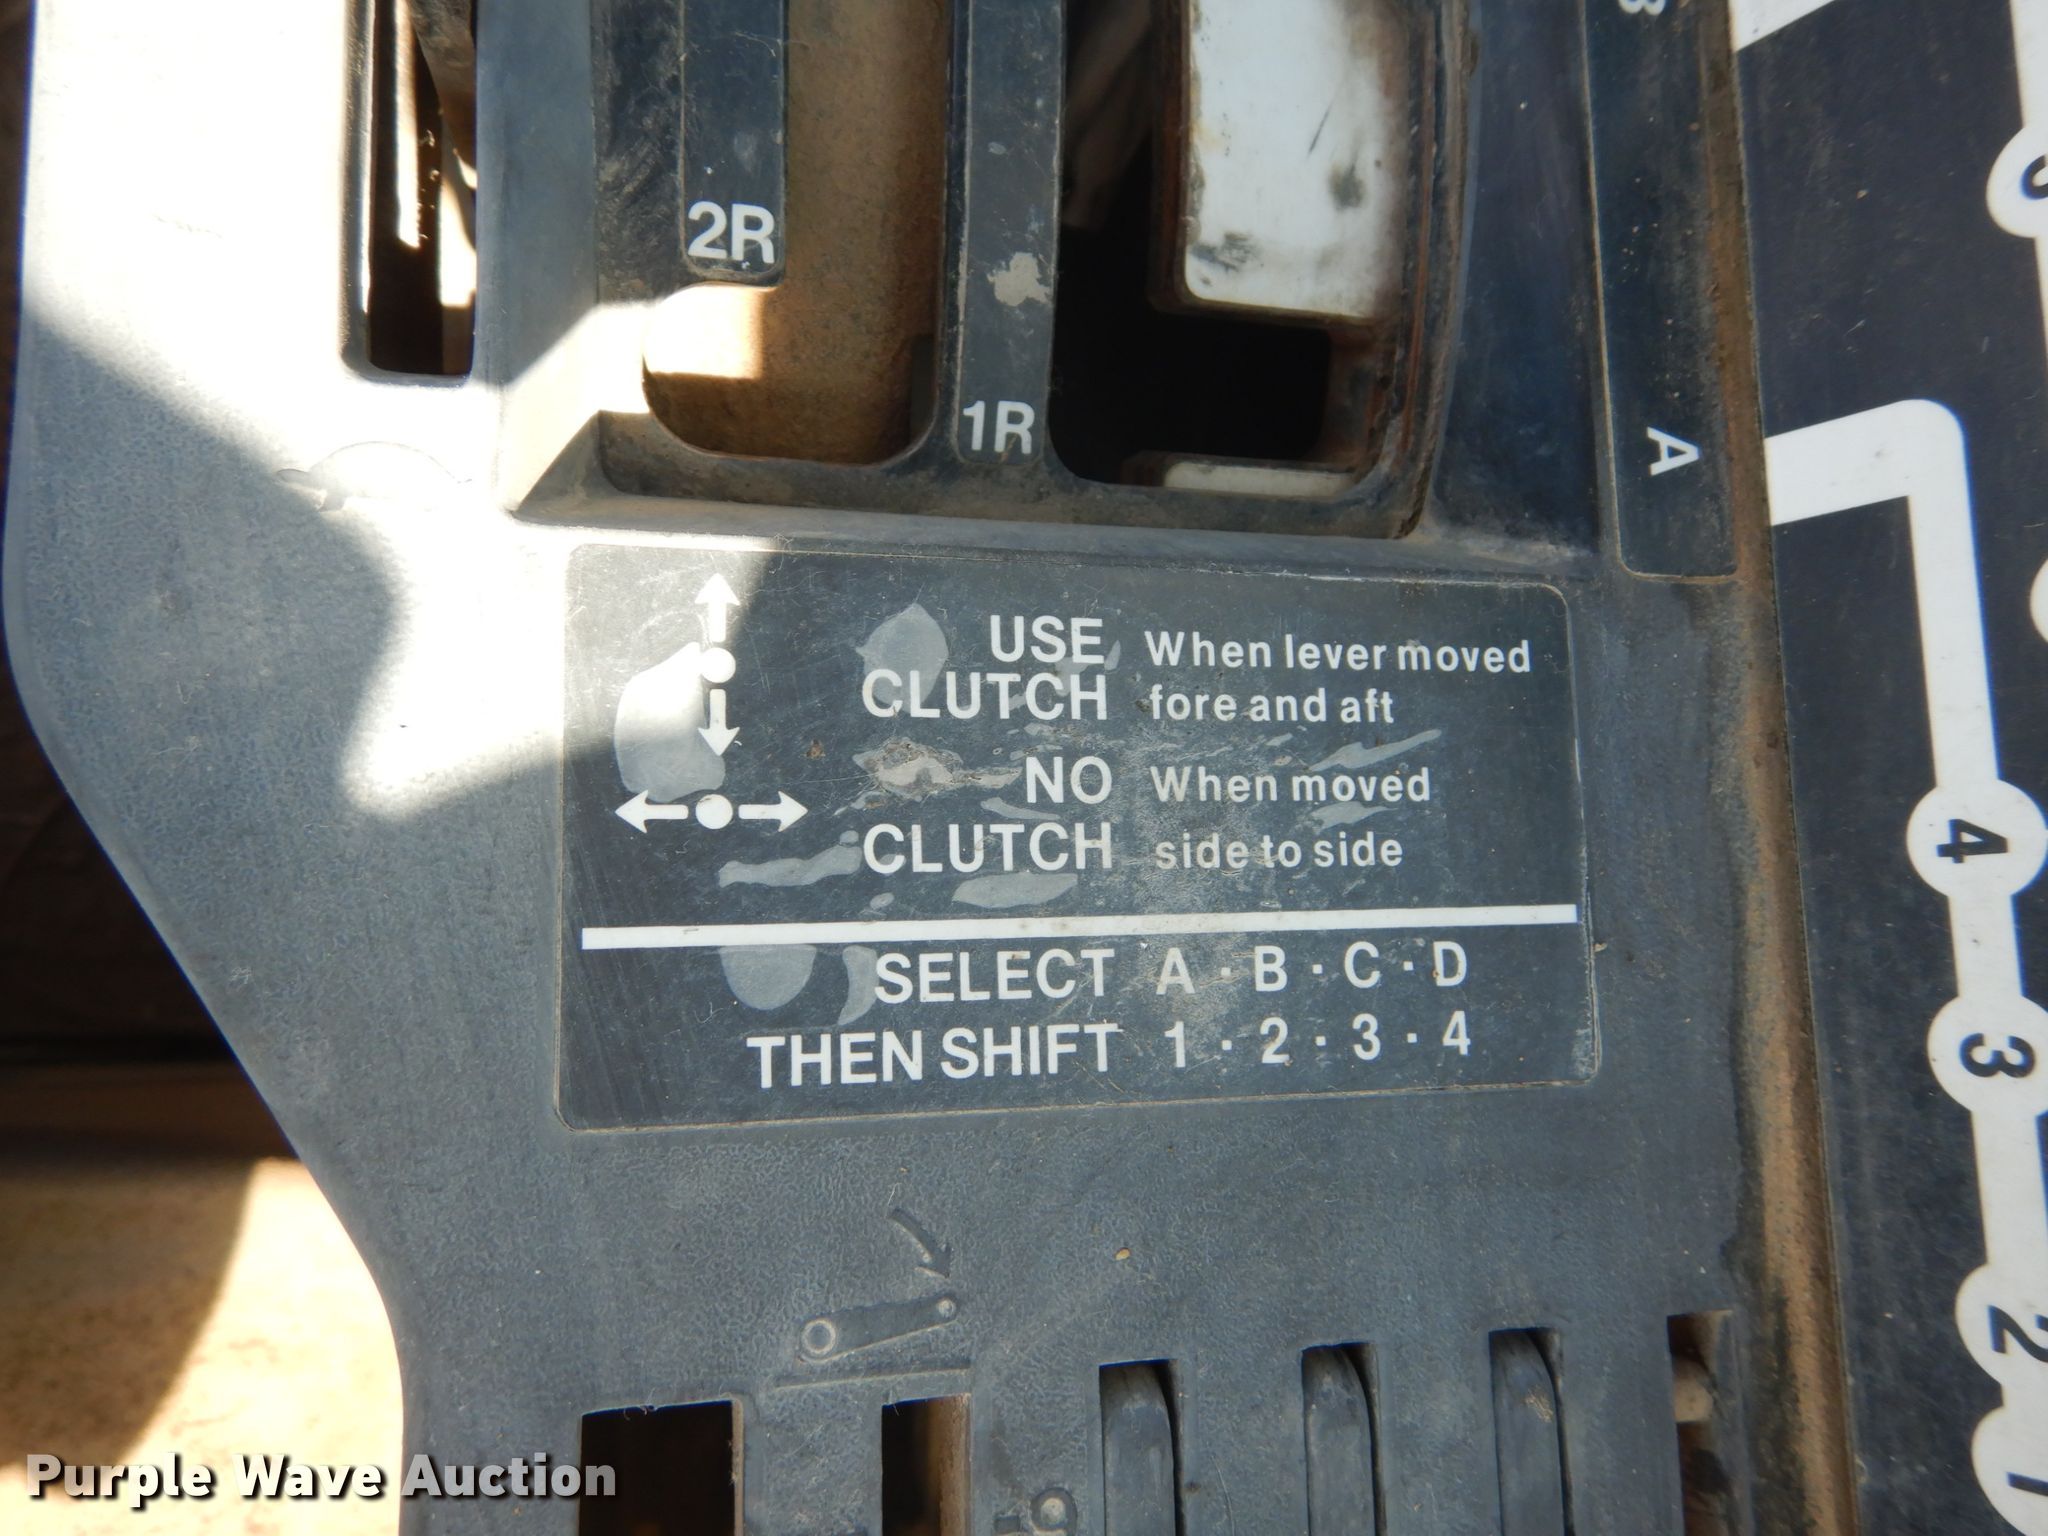 B
2R
1R
A
USE When lever moved
CLUTCH fore and aft
NO When moved
CLUTCH side to side
SELECT A · B · C · D
THEN SHIFT 1 · 2 · 3 · 4
4
3
2
1
Purple Wave Auction